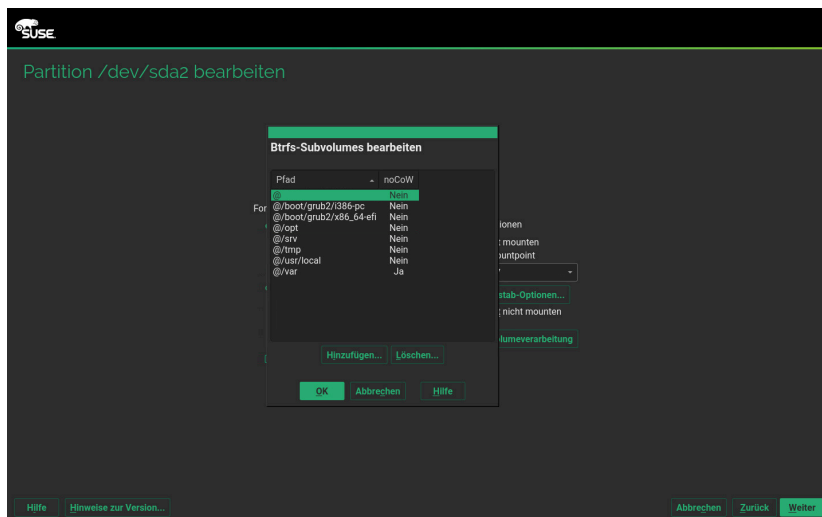 SUSE
Partition /dev/sda2 bearbeiten
Btrfs-Subvolumes bearbeiten
Pfad noCoW
@ Nein
@/boot/grub2/i386-pc Nein
@/boot/grub2/x86_64-efi Nein
@/opt Nein
@/srv Nein
@/tmp Nein
@/usr/local Nein
@/var Ja
Hinzufügen... Löschen...
OK Abbrechen Hilfe
For
ionen
mounten
untpoint
stab-Optionen...
nicht mounten
lumeverarbeitung
Hilfe Hinweise zur Version... Abbrechen Zurück Weiter